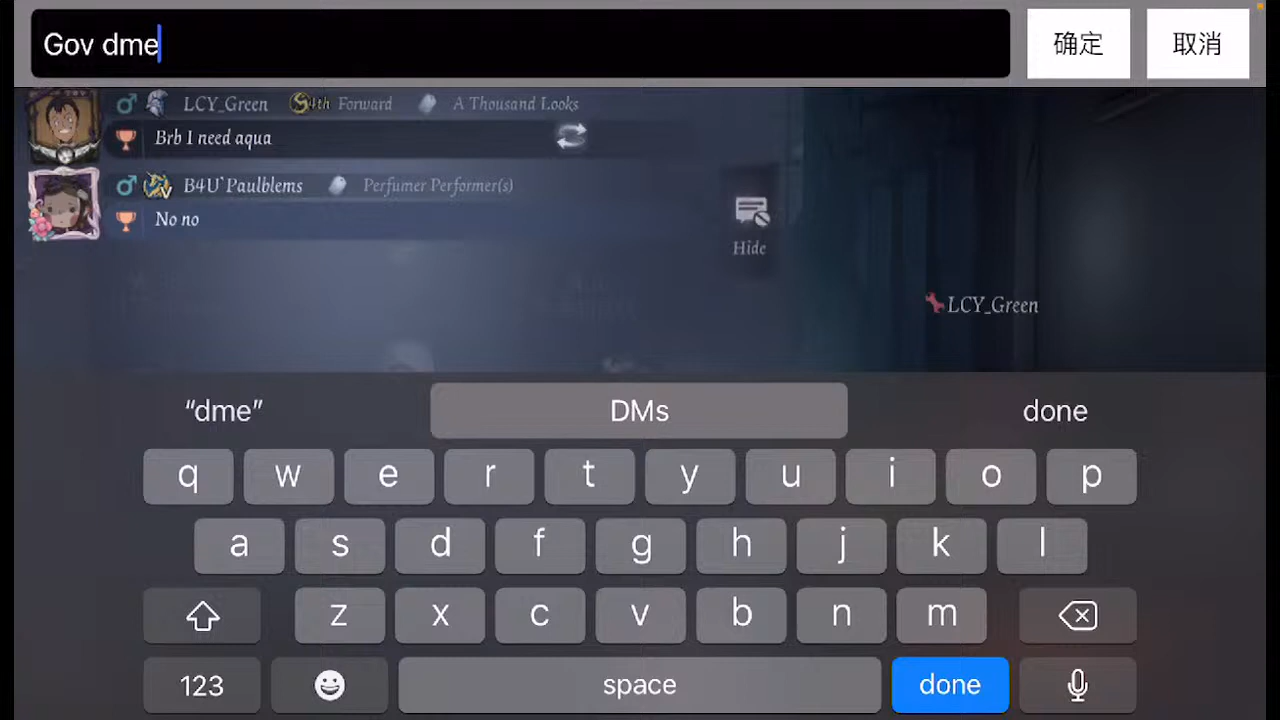 Gov dme
确定
取消
LCY_Green 4th Forward A Thousand Looks
Brb I need aqua
B4U`Paulblems Perfumer Performer(s)
No no
Hide
LCY_Green
“dme”
DMs
done
q w e r t y u i o p
a s d f g h j k l
z x c v b n m
123
space
done